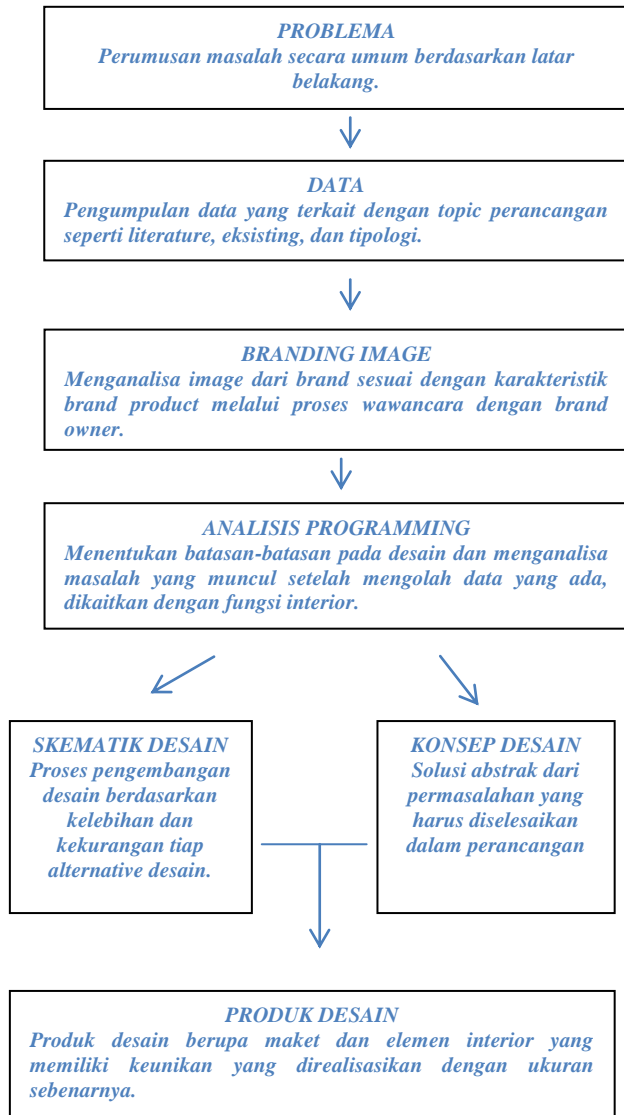 PROBLEMA
Perumusan masalah secara umum berdasarkan latar
belakang.
DATA
Pengumpulan data yang terkait dengan topic perancangan
seperti literature, eksisting, dan tipologi.
BRANDING IMAGE
Menganalisa image dari brand sesuai dengan karakteristik
brand product melalui proses wawancara dengan brand
owner.
ANALISIS PROGRAMMING
Menentukan batasan-batasan pada desain dan menganalisa
masalah yang muncul setelah mengolah data yang ada,
dikaitkan dengan fungsi interior.
SKEMATIK DESAIN
Proses pengembangan
desain berdasarkan
kelebihan dan
kekurangan tiap
alternative desain.
KONSEP DESAIN
Solusi abstrak dari
permasalahan yang
harus diselesaikan
dalam perancangan
PRODUK DESAIN
Produk desain berupa maket dan elemen interior yang
memiliki keunikan yang direalisasikan dengan ukuran
sebenarnya.